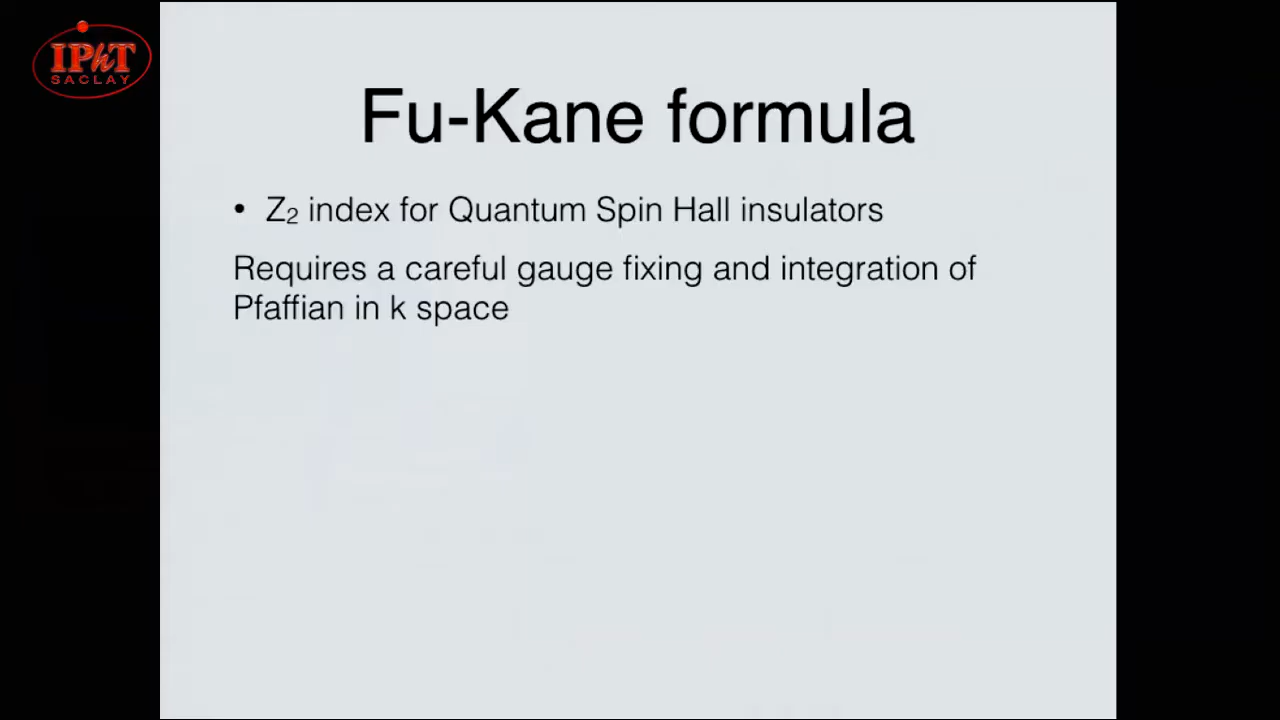 IPhT
SACLAY
Fu-Kane formula
• Z₂ index for Quantum Spin Hall insulators
Requires a careful gauge fixing and integration of
Pfaffian in k space